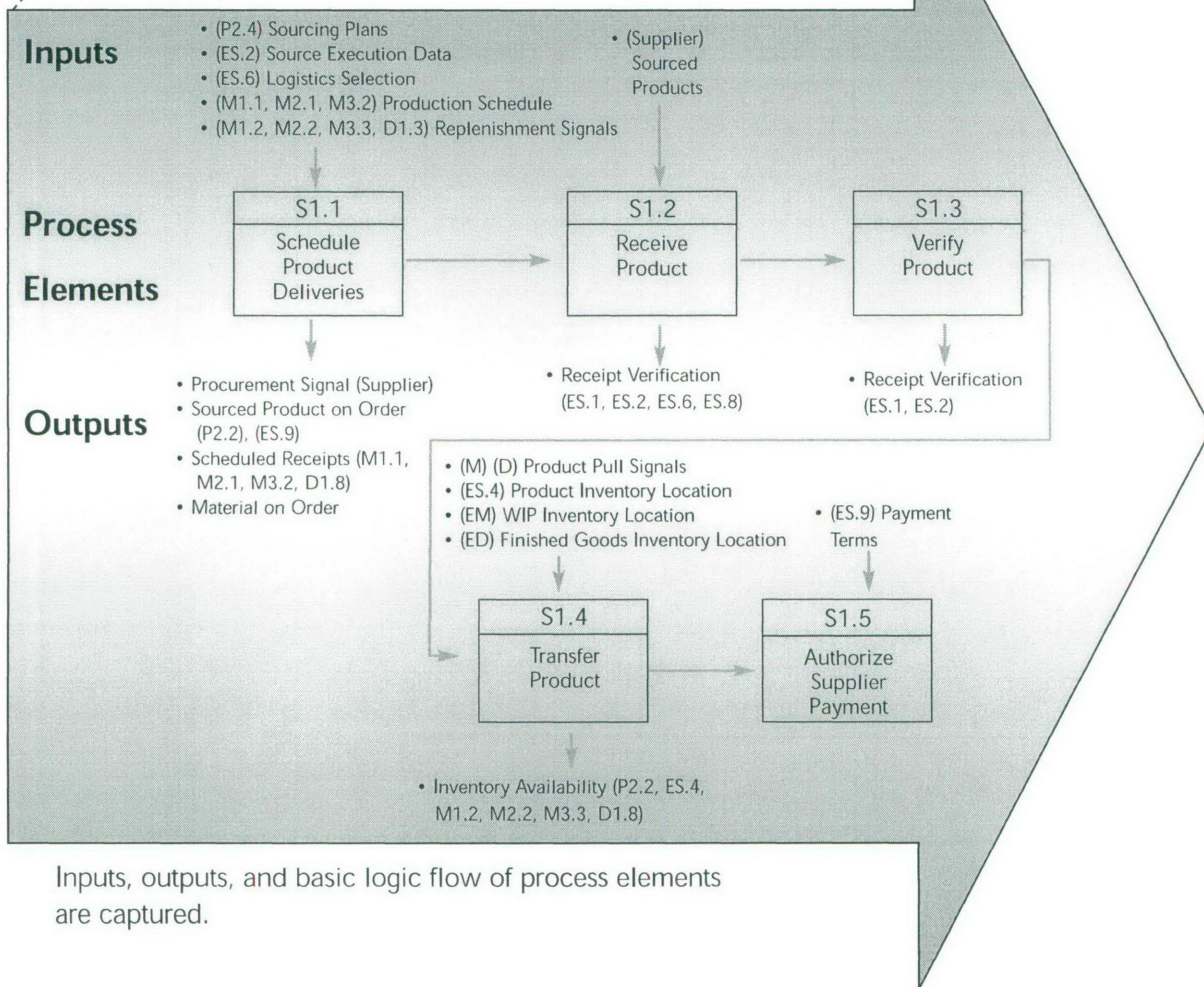 Inputs
• (P2.4) Sourcing Plans
• (ES.2) Source Execution Data
• (ES.6) Logistics Selection
• (M1.1, M2.1, M3.2) Production Schedule
• (M1.2, M2.2, M3.3, D1.3) Replenishment Signals
• (Supplier)
Sourced
Products
Process
Elements
S1.1
Schedule
Product
Deliveries
S1.2
Receive
Product
S1.3
Verify
Product
Outputs
• Procurement Signal (Supplier)
• Sourced Product on Order
(P2.2), (ES.9)
• Scheduled Receipts (M1.1,
M2.1, M3.2, D1.8)
• Material on Order
• Receipt Verification
(ES.1, ES.2, ES.6, ES.8)
• Receipt Verification
(ES.1, ES.2)
• (M) (D) Product Pull Signals
• (ES.4) Product Inventory Location
• (EM) WIP Inventory Location
• (ED) Finished Goods Inventory Location
• (ES.9) Payment
Terms
S1.4
Transfer
Product
S1.5
Authorize
Supplier
Payment
• Inventory Availability (P2.2, ES.4,
M1.2, M2.2, M3.3, D1.8)
Inputs, outputs, and basic logic flow of process elements
are captured.